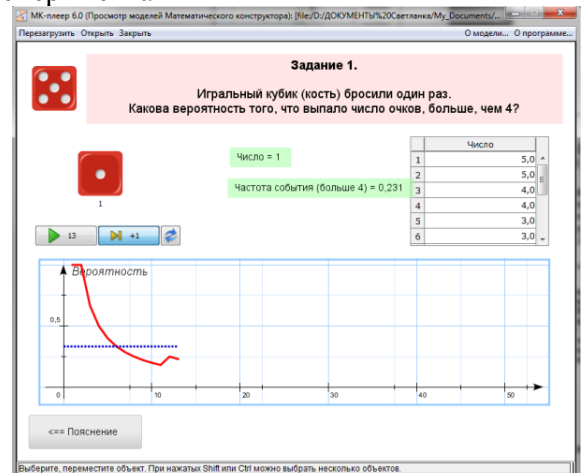 МК-плеер 6.0 (Просмотр моделей Математического конструктора): [file:/D:/ДОКУМЕНТЫ%20Светланка/My_Documents/...
Перезагрузить Открыть Закрыть О модели... О программе...
Задание 1.
Игральный кубик (кость) бросили один раз.
Какова вероятность того, что выпало число очков, больше, чем 4?
Число
Число = 1
1 5,0
2 5,0
Частота события (больше 4) = 0,231
3 4,0
4 4,0
5 3,0
6 3,0
1
13 +1
Вероятность
0,5
0 10 20 30 40 50
<== Пояснение
Выберите, переместите объект. При нажатых Shift или Ctrl можно выбрать несколько объектов.